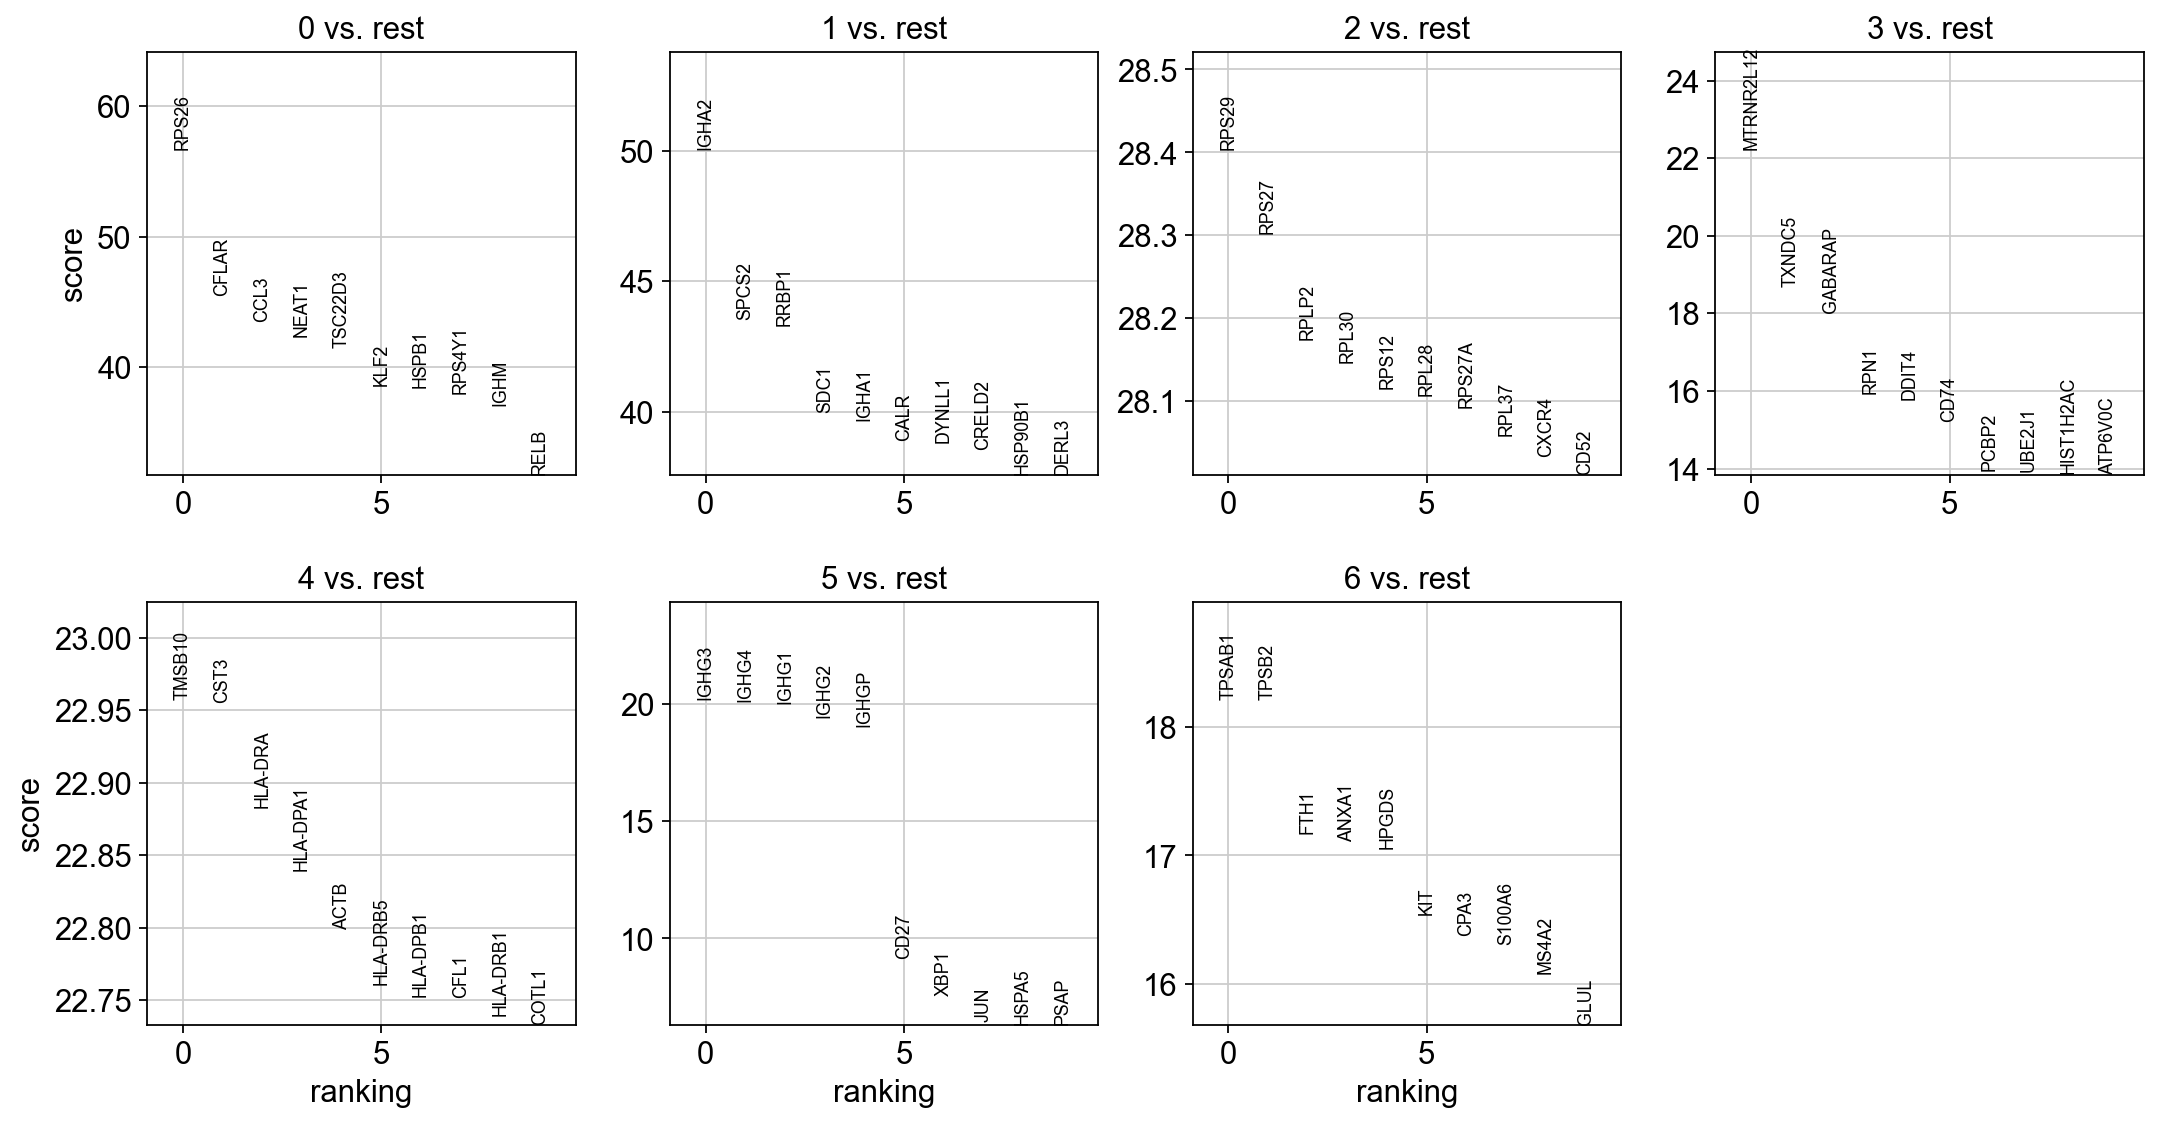 0 vs. rest
score
60
50
40
RPS26
CFLAR
CCL3
NEAT1
TSC22D3
KLF2
HSPB1
RPS4Y1
IGHM
RELB
0
5
1 vs. rest
50
45
40
IGHA2
SPCS2
RRBP1
SDC1
IGHA1
CALR
DYNLL1
CRELD2
HSP90B1
DERL3
0
5
2 vs. rest
28.5
28.4
28.3
28.2
28.1
RPS29
RPS27
RPLP2
RPL30
RPS12
RPL28
RPS27A
RPL37
CXCR4
CD52
0
5
3 vs. rest
24
22
20
18
16
14
MTRNR2L12
TXNDC5
GABARAP
RPN1
DDIT4
CD74
PCBP2
UBE2J1
HIST1H2AC
ATP6V0C
0
5
4 vs. rest
score
23.00
22.95
22.90
22.85
22.80
22.75
TMSB10
CST3
HLA-DRA
HLA-DPA1
ACTB
HLA-DRB5
HLA-DPB1
CFL1
HLA-DRB1
COTL1
0
5
ranking
5 vs. rest
20
15
10
IGHG3
IGHG4
IGHG1
IGHG2
IGHGP
CD27
XBP1
JUN
HSPA5
PSAP
0
5
ranking
6 vs. rest
18
17
16
TPSAB1
TPSB2
FTH1
ANXA1
HPGDS
KIT
CPA3
S100A6
MS4A2
GLUL
0
5
ranking